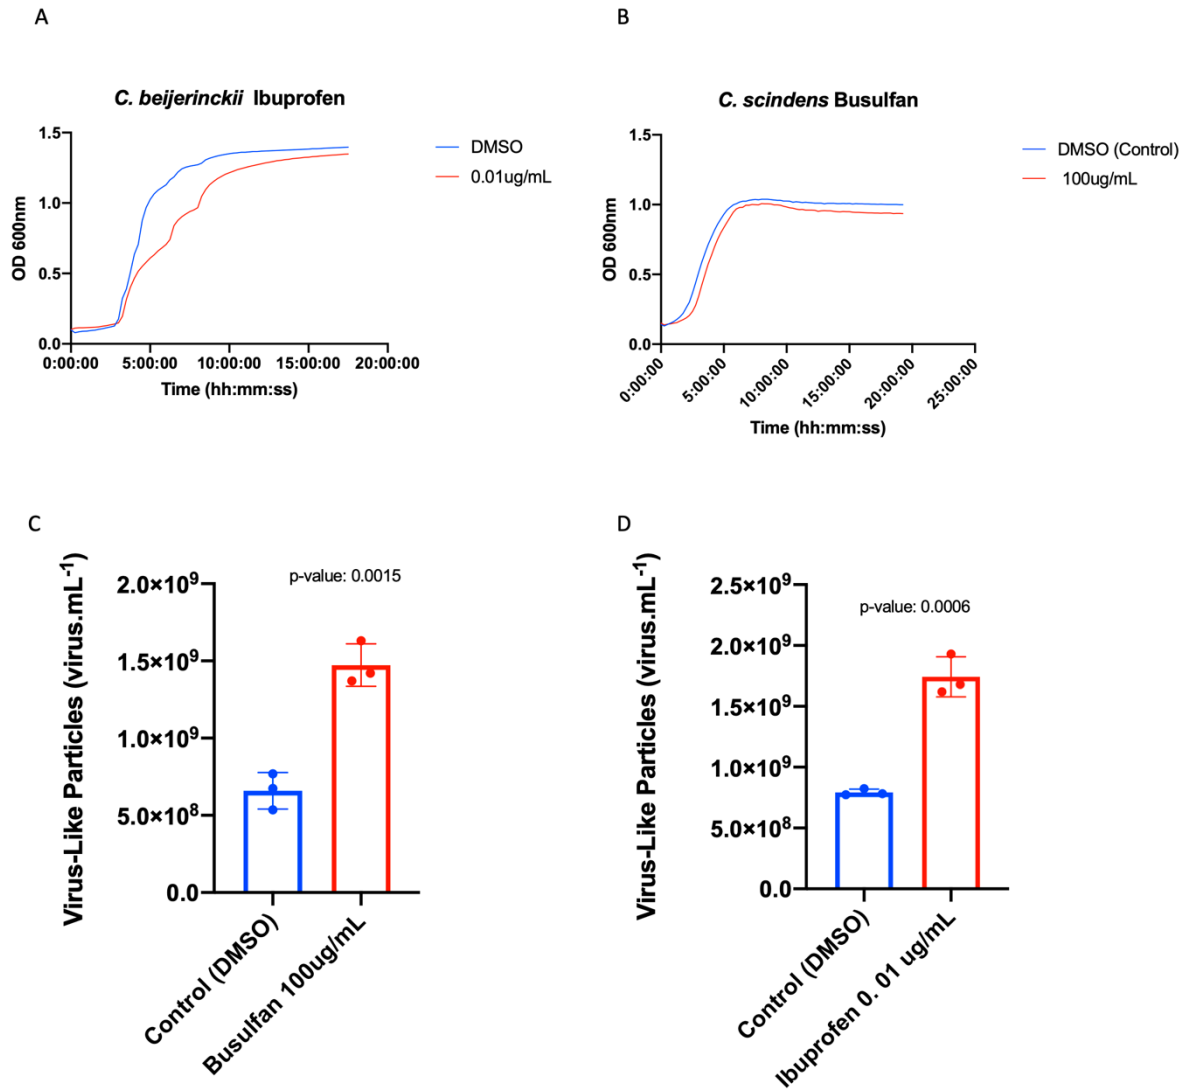 A
C. beijerinckii Ibuprofen
DMSO
0.01ug/mL
1.5
1.0
0.5
0.0
OD 600nm
0:00:00
5:00:00
10:00:00
15:00:00
20:00:00
Time (hh:mm:ss)
B
C. scindens Busulfan
DMSO (Control)
100ug/mL
1.5
1.0
0.5
0.0
OD 600nm
0:00:00
5:00:00
10:00:00
15:00:00
20:00:00
25:00:00
Time (hh:mm:ss)
C
p-value: 0.0015
Virus-Like Particles (virus.mL⁻¹)
2.0×10⁹
1.5×10⁹
1.0×10⁹
5.0×10⁸
0.0
Control (DMSO)
Busulfan 100ug/mL
D
p-value: 0.0006
Virus-Like Particles (virus.mL⁻¹)
2.5×10⁹
2.0×10⁹
1.5×10⁹
1.0×10⁹
5.0×10⁸
0.0
Control (DMSO)
Ibuprofen 0. 01 ug/mL